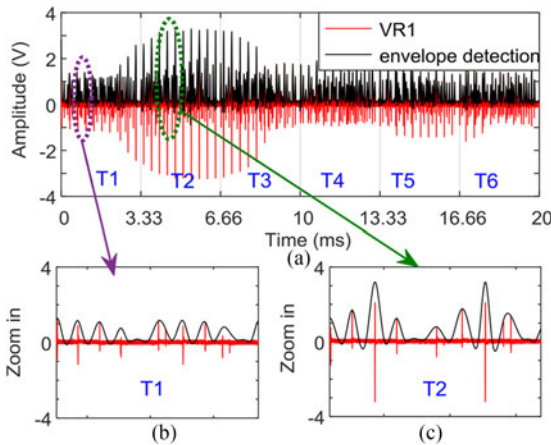 4
2
0
-2
-4
Amplitude (V)
VR1
envelope detection
T1
T2
T3
T4
T5
T6
0
3.33
6.66
10
13.33
16.66
20
Time (ms)
(a)
4
0
-4
Zoom in
T1
(b)
4
0
-4
Zoom in
T2
(c)